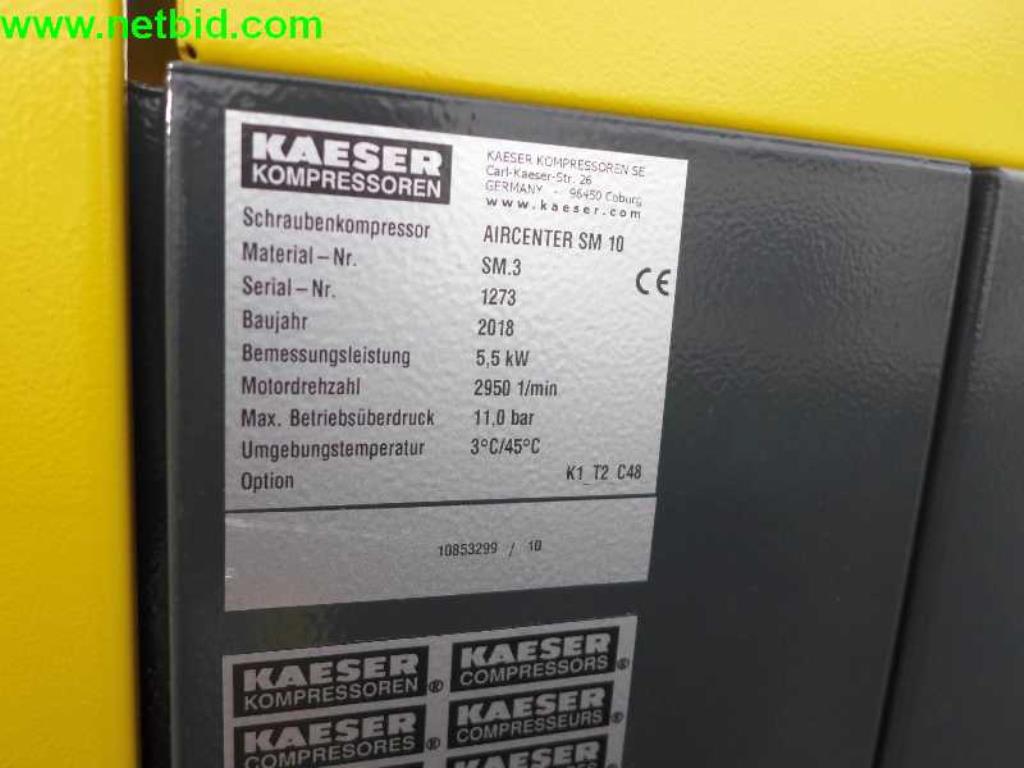 www.netbid.com
KAESER
KOMPRESSOREN
KAESER KOMPRESSOREN SE
Carl-Kaeser-Str. 26
GERMANY - 96450 Coburg
www.kaeser.com
Schraubenkompressor AIRCENTER SM 10
Material-Nr. SM.3
CE
Serial-Nr. 1273
Baujahr 2018
Bemessungsleistung 5,5 kW
Motordrehzahl 2950 1/min
Max. Betriebsüberdruck 11,0 bar
Umgebungstemperatur 3°C/45°C
Option K1_T2_C48
10853299 / 10
KAESER
KOMPRESSOREN ®
KAESER
COMPRESSORS ®
KAESER
COMPRESORES ®
KAESER
COMPRESSEURS ®
KAESER
KAESER